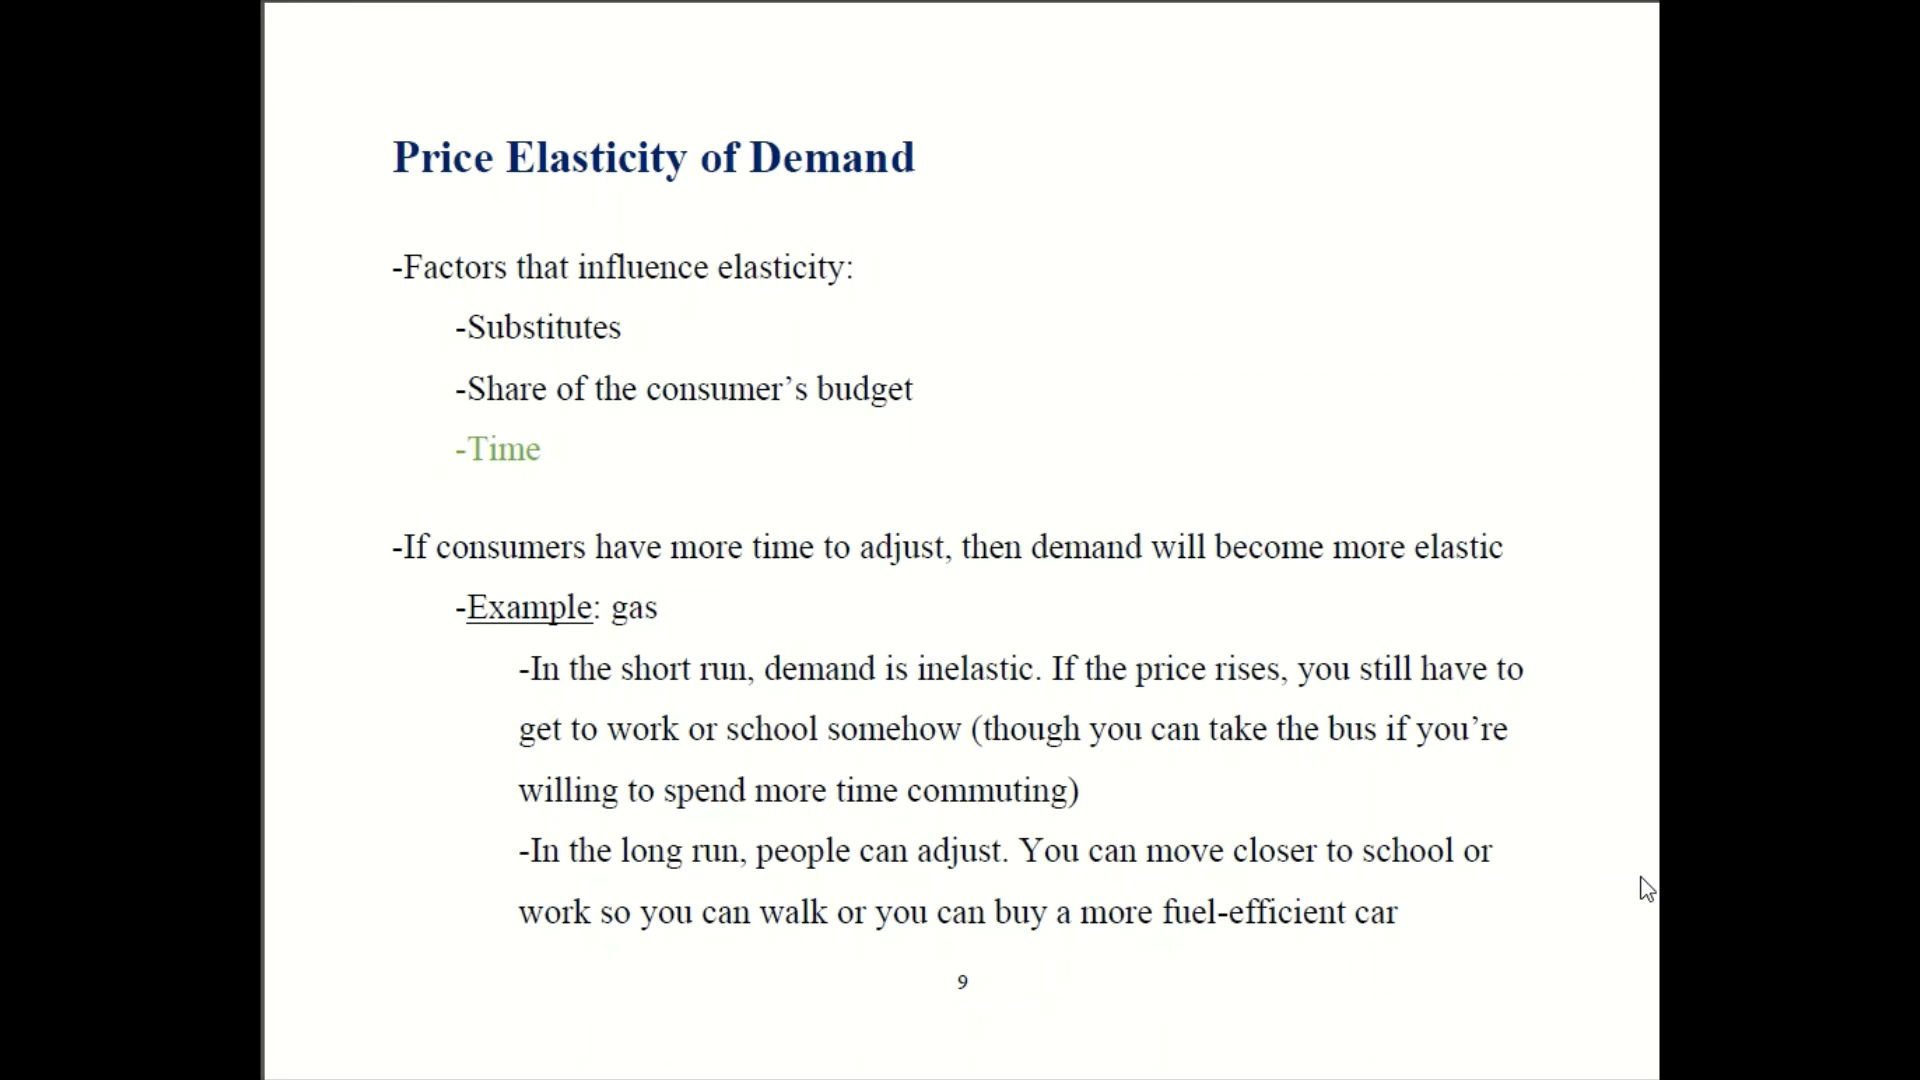 Price Elasticity of Demand
-Factors that influence elasticity:
-Substitutes
-Share of the consumer’s budget
-Time
-If consumers have more time to adjust, then demand will become more elastic
-Example: gas
-In the short run, demand is inelastic. If the price rises, you still have to
get to work or school somehow (though you can take the bus if you’re
willing to spend more time commuting)
-In the long run, people can adjust. You can move closer to school or
work so you can walk or you can buy a more fuel-efficient car
9